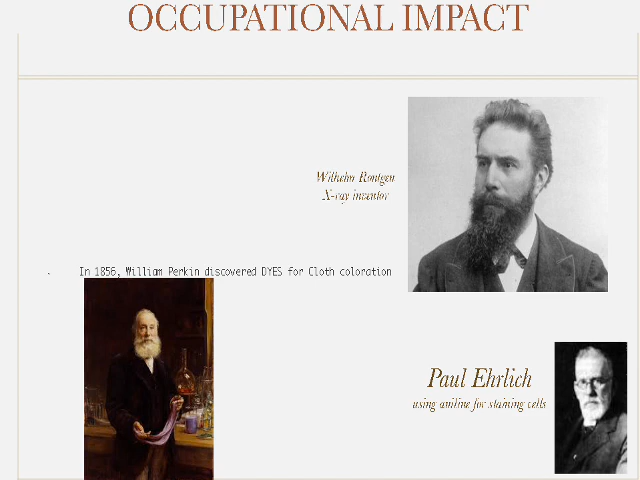 OCCUPATIONAL IMPACT
Wilhelm Rontgen
X-ray inventor
In 1856, William Perkin discovered DYES for Cloth coloration
Paul Ehrlich
using aniline for staining cells